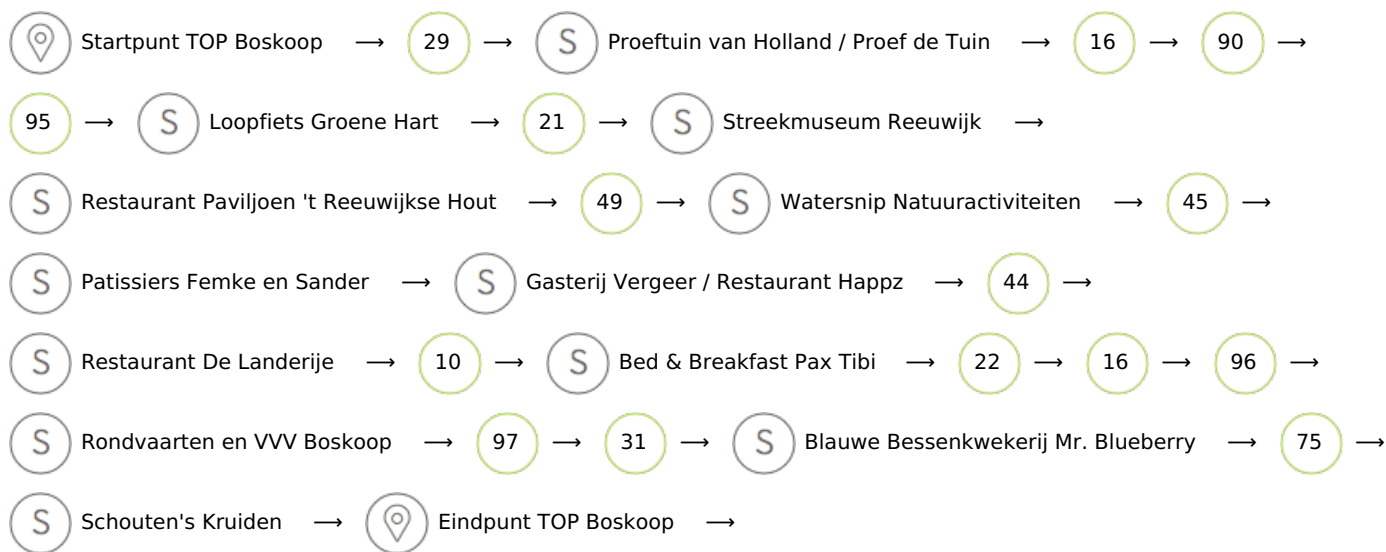 Startpunt TOP Boskoop → 29 → S Proeftuin van Holland / Proef de Tuin → 16 → 90 →
95 → S Loopfiets Groene Hart → 21 → S Streekmuseum Reeuwijk →
S Restaurant Paviljoen 't Reeuwijkse Hout → 49 → S Watersnip Natuuractiviteiten → 45 →
S Patissiers Femke en Sander → S Gasterij Vergeer / Restaurant Happz → 44 →
S Restaurant De Landerije → 10 → S Bed & Breakfast Pax Tibi → 22 → 16 → 96 →
S Rondvaarten en VVV Boskoop → 97 → 31 → S Blauwe Bessenkwekerij Mr. Blueberry → 75 →
S Schouten's Kruiden → Eindpunt TOP Boskoop →